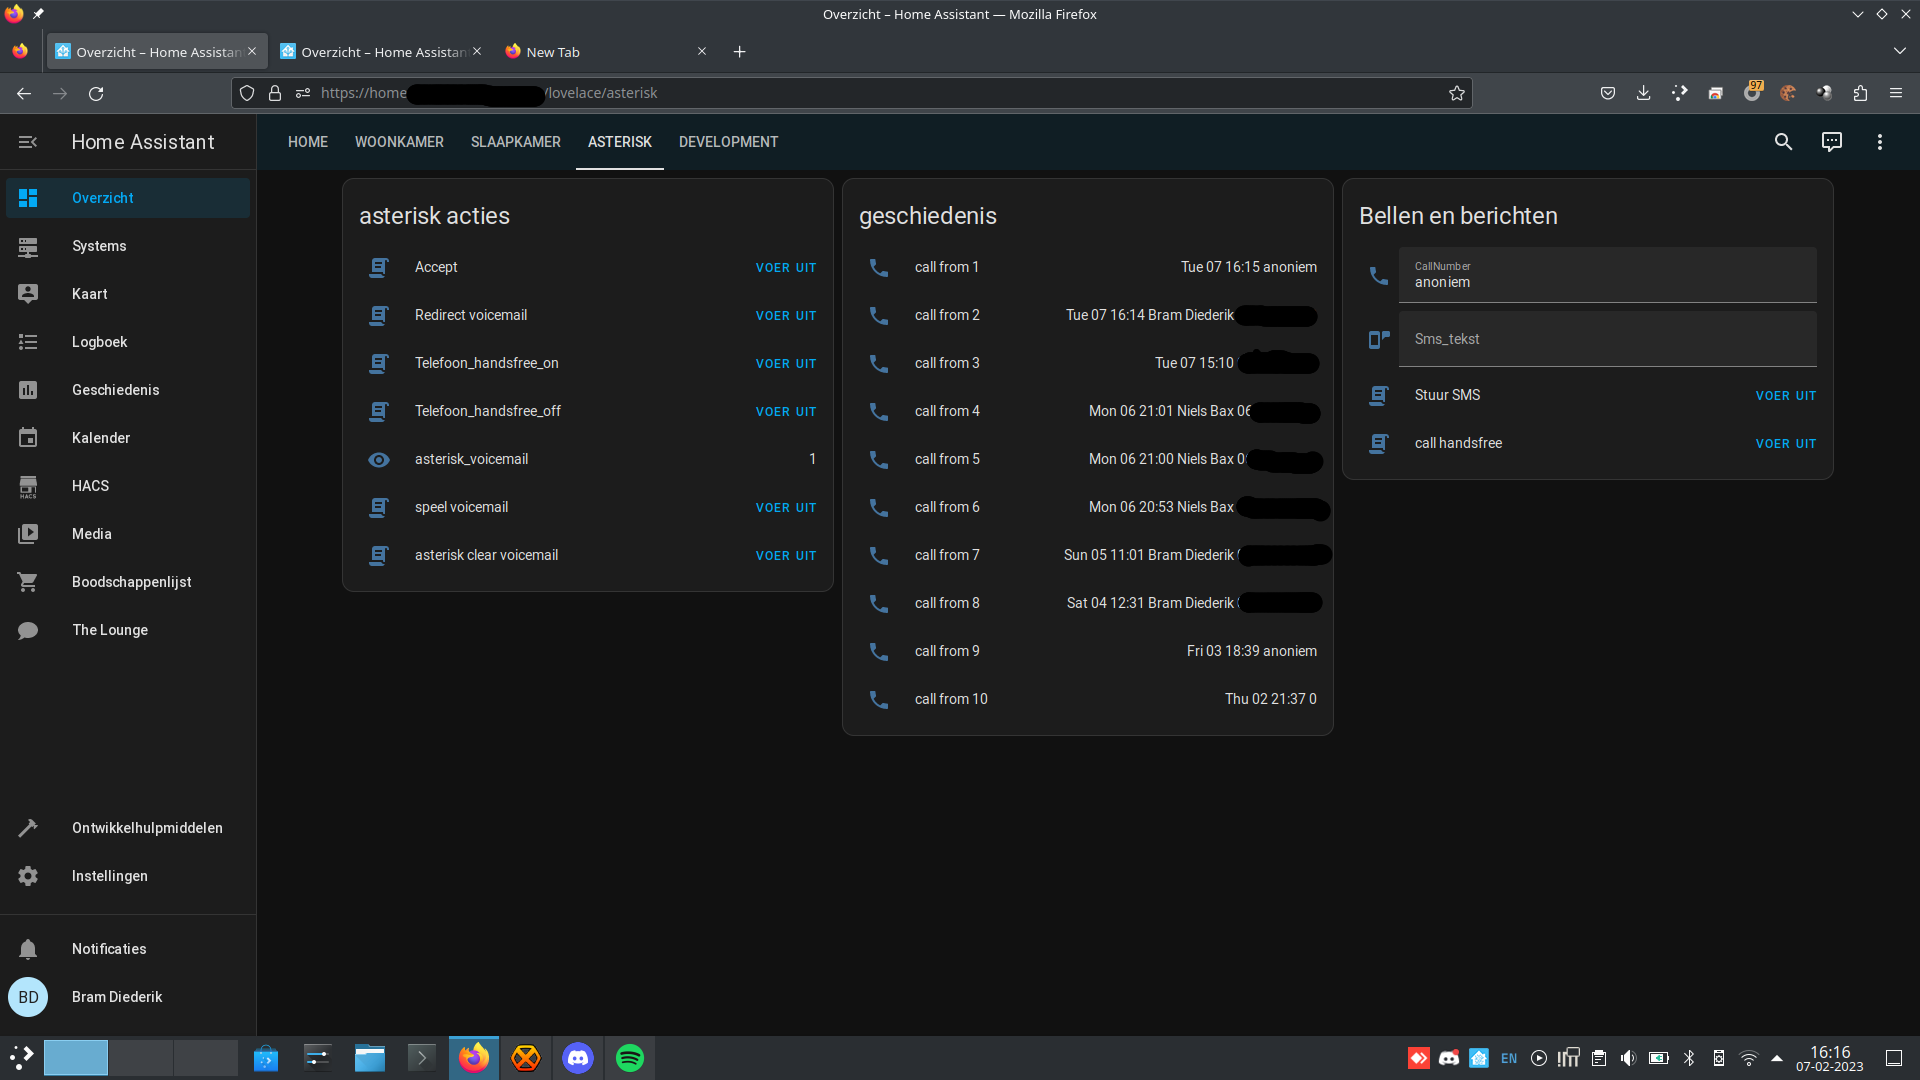 Overzicht – Home Assistant — Mozilla Firefox
Overzicht – Home Assistan
Overzicht – Home Assistan
New Tab
https://home
/lovelace/asterisk
97
Home Assistant
HOME WOONKAMER SLAAPKAMER ASTERISK DEVELOPMENT
Overzicht
Systems
Kaart
Logboek
Geschiedenis
Kalender
HACS
HACS
Media
Boodschappenlijst
The Lounge
Ontwikkelhulpmiddelen
Instellingen
Notificaties
BD Bram Diederik
asterisk acties
Accept VOER UIT
Redirect voicemail VOER UIT
Telefoon_handsfree_on VOER UIT
Telefoon_handsfree_off VOER UIT
asterisk_voicemail 1
speel voicemail VOER UIT
asterisk clear voicemail VOER UIT
geschiedenis
call from 1 Tue 07 16:15 anoniem
call from 2 Tue 07 16:14 Bram Diederik
call from 3 Tue 07 15:10
call from 4 Mon 06 21:01 Niels Bax 06
call from 5 Mon 06 21:00 Niels Bax 0
call from 6 Mon 06 20:53 Niels Bax
call from 7 Sun 05 11:01 Bram Diederik
call from 8 Sat 04 12:31 Bram Diederik
call from 9 Fri 03 18:39 anoniem
call from 10 Thu 02 21:37 0
Bellen en berichten
CallNumber
anoniem
Sms_tekst
Stuur SMS VOER UIT
call handsfree VOER UIT
EN
16:16
07-02-2023